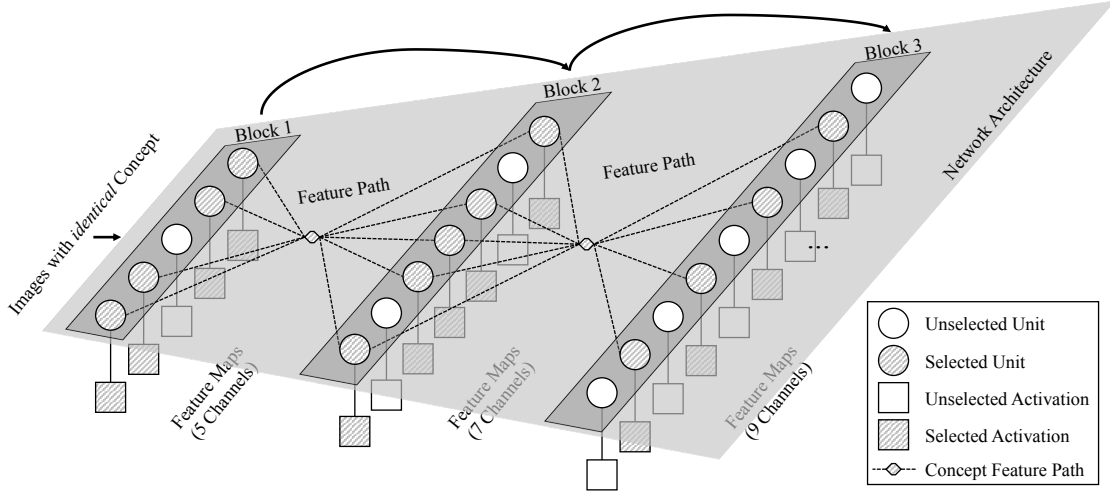 Block 1
Block 2
Block 3
Images with identical Concept
Feature Path
Feature Path
Network Architecture
...
Feature Maps
(5 Channels)
Feature Maps
(7 Channels)
Feature Maps
(9 Channels)
Unselected Unit
Selected Unit
Unselected Activation
Selected Activation
Concept Feature Path